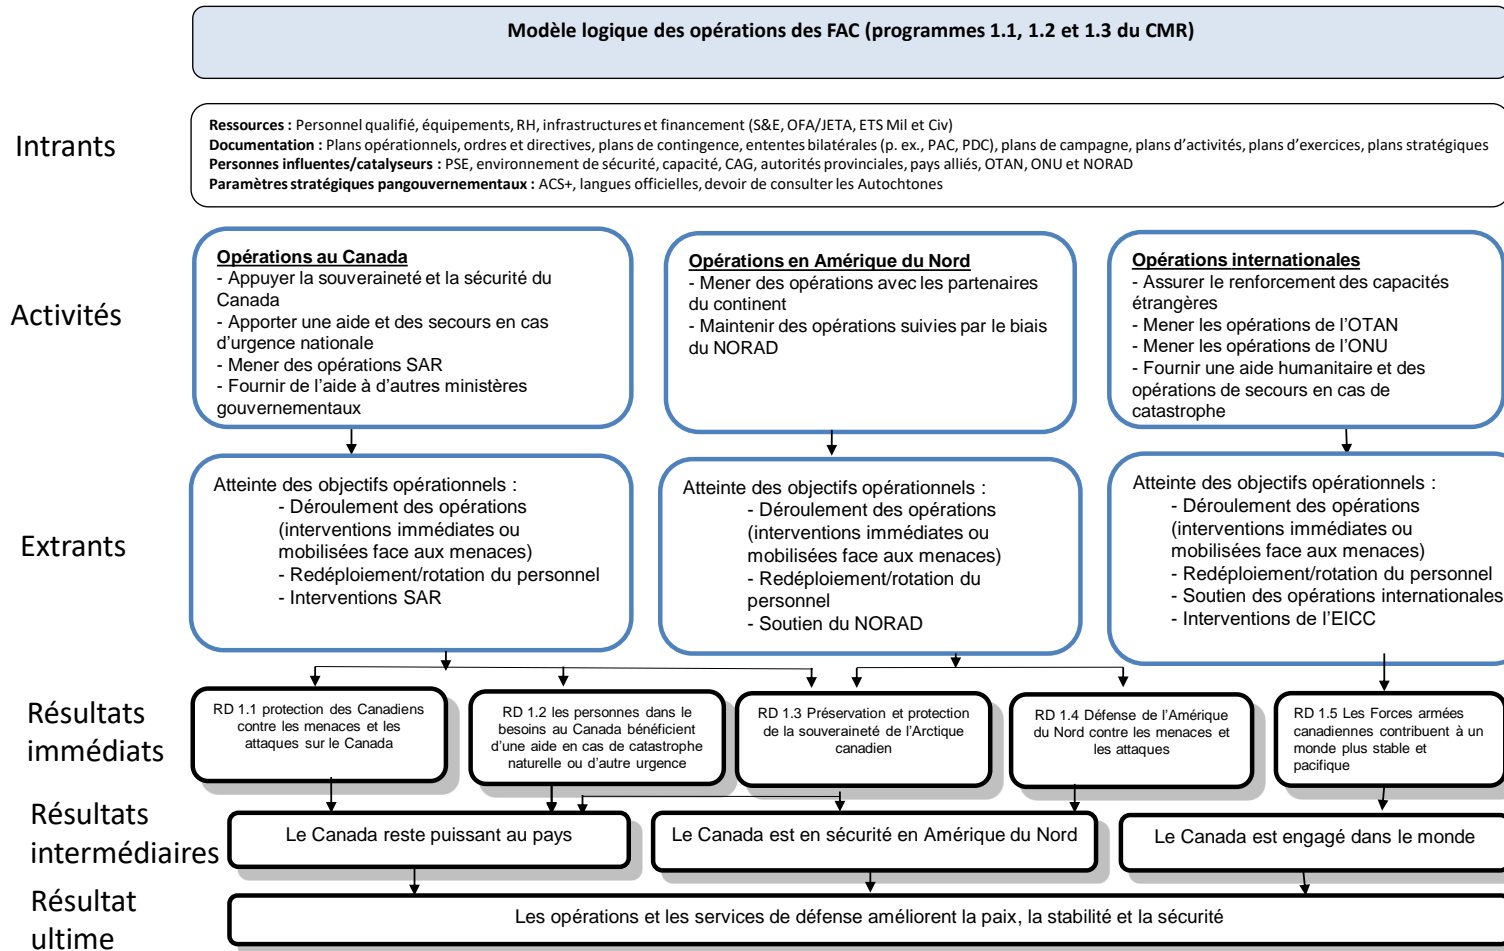 Modèle logique des opérations des FAC (programmes 1.1, 1.2 et 1.3 du CMR)
Intrants
Ressources : Personnel qualifié, équipements, RH, infrastructures et financement (S&E, OFA/JETA, ETS Mil et Civ)
Documentation : Plans opérationnels, ordres et directives, plans de contingence, ententes bilatérales (p. ex., PAC, PDC), plans de campagne, plans d'activités, plans d'exercices, plans stratégiques
Personnes influentes/catalyseurs : PSE, environnement de sécurité, capacité, CAG, autorités provinciales, pays alliés, OTAN, ONU et NORAD
Paramètres stratégiques pangouvernementaux : ACS+, langues officielles, devoir de consulter les Autochtones
Activités
Opérations au Canada
- Appuyer la souveraineté et la sécurité du
Canada
- Apporter une aide et des secours en cas
d'urgence nationale
- Mener des opérations SAR
- Fournir de l'aide à d'autres ministères
gouvernementaux
Opérations en Amérique du Nord
- Mener des opérations avec les partenaires
du continent
- Maintenir des opérations suivies par le biais
du NORAD
Opérations internationales
- Assurer le renforcement des capacités
étrangères
- Mener les opérations de l'OTAN
- Mener les opérations de l'ONU
- Fournir une aide humanitaire et des
opérations de secours en cas de
catastrophe
Extrants
Atteinte des objectifs opérationnels :
- Déroulement des opérations
(interventions immédiates ou
mobilisées face aux menaces)
- Redéploiement/rotation du personnel
- Interventions SAR
Atteinte des objectifs opérationnels :
- Déroulement des opérations
(interventions immédiates ou
mobilisées face aux menaces)
- Redéploiement/rotation du
personnel
- Soutien du NORAD
Atteinte des objectifs opérationnels :
- Déroulement des opérations
(interventions immédiates ou
mobilisées face aux menaces)
- Redéploiement/rotation du personnel
- Soutien des opérations internationales
- Interventions de l'EICC
Résultats
immédiats
RD 1.1 protection des Canadiens
contre les menaces et les
attaques sur le Canada
RD 1.2 les personnes dans le
besoins au Canada bénéficient
d'une aide en cas de catastrophe
naturelle ou d'autre urgence
RD 1.3 Préservation et protection
de la souveraineté de l'Arctique
canadien
RD 1.4 Défense de l'Amérique
du Nord contre les menaces et
les attaques
RD 1.5 Les Forces armées
canadiennes contribuent à un
monde plus stable et
pacifique
Résultats
intermédiaires
Le Canada reste puissant au pays
Le Canada est en sécurité en Amérique du Nord
Le Canada est engagé dans le monde
Résultat
ultime
Les opérations et les services de défense améliorent la paix, la stabilité et la sécurité